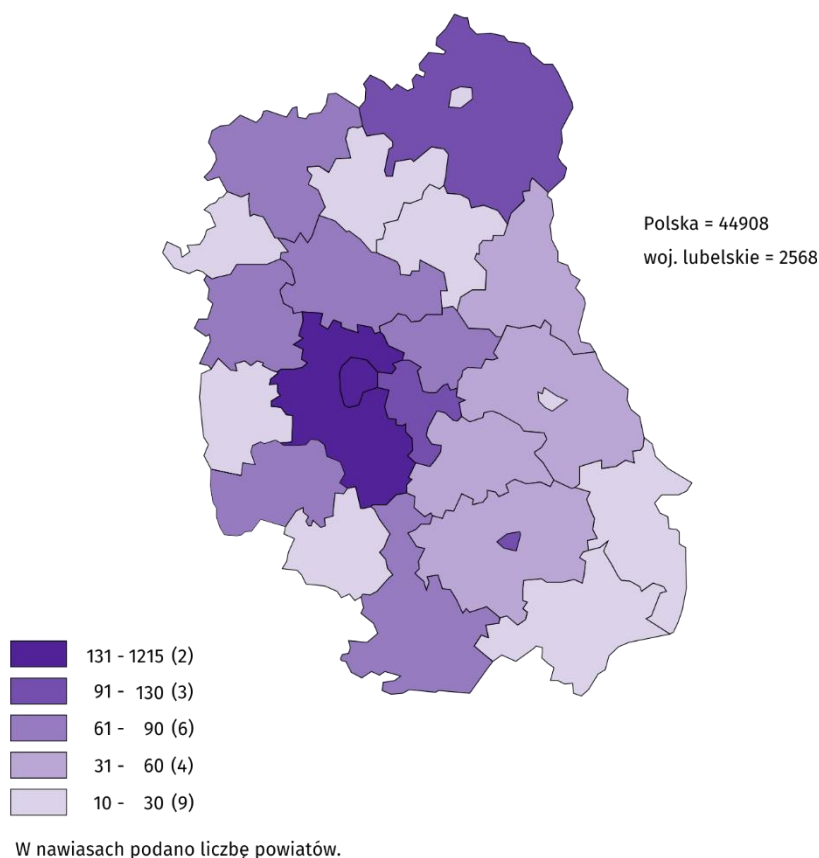 Polska = 44908
woj. lubelskie = 2568
131 - 1215 (2)
91 - 130 (3)
61 - 90 (6)
31 - 60 (4)
10 - 30 (9)
W nawiasach podano liczbę powiatów.